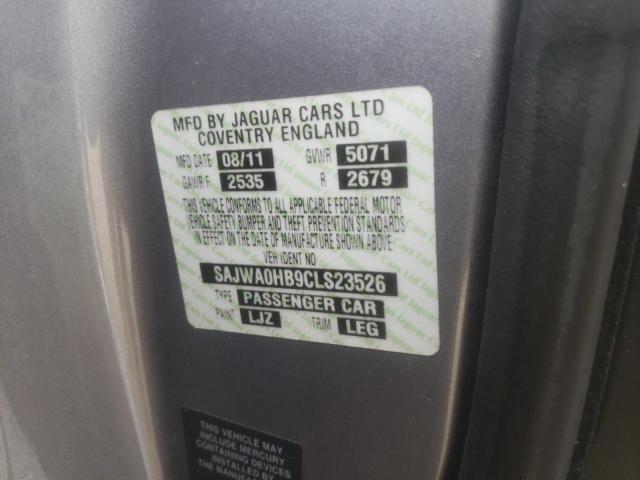 MFD BY JAGUAR CARS LTD
COVENTRY ENGLAND
MFD DATE 08/11 GVWR 5071
GAWR F 2535 R 2679
THIS VEHICLE CONFORMS TO ALL APPLICABLE FEDERAL MOTOR
VEHICLE SAFETY BUMPER AND THEFT PREVENTION STANDARDS
IN EFFECT ON THE DATE OF MANUFACTURE SHOWN ABOVE.
VEH IDENT NO
SAJWA0HB9CLS23526
TYPE PASSENGER CAR
PAINT LJZ TRIM LEG
THIS VEHICLE MAY
INCLUDE MERCURY
CONTAINING DEVICES
INSTALLED BY